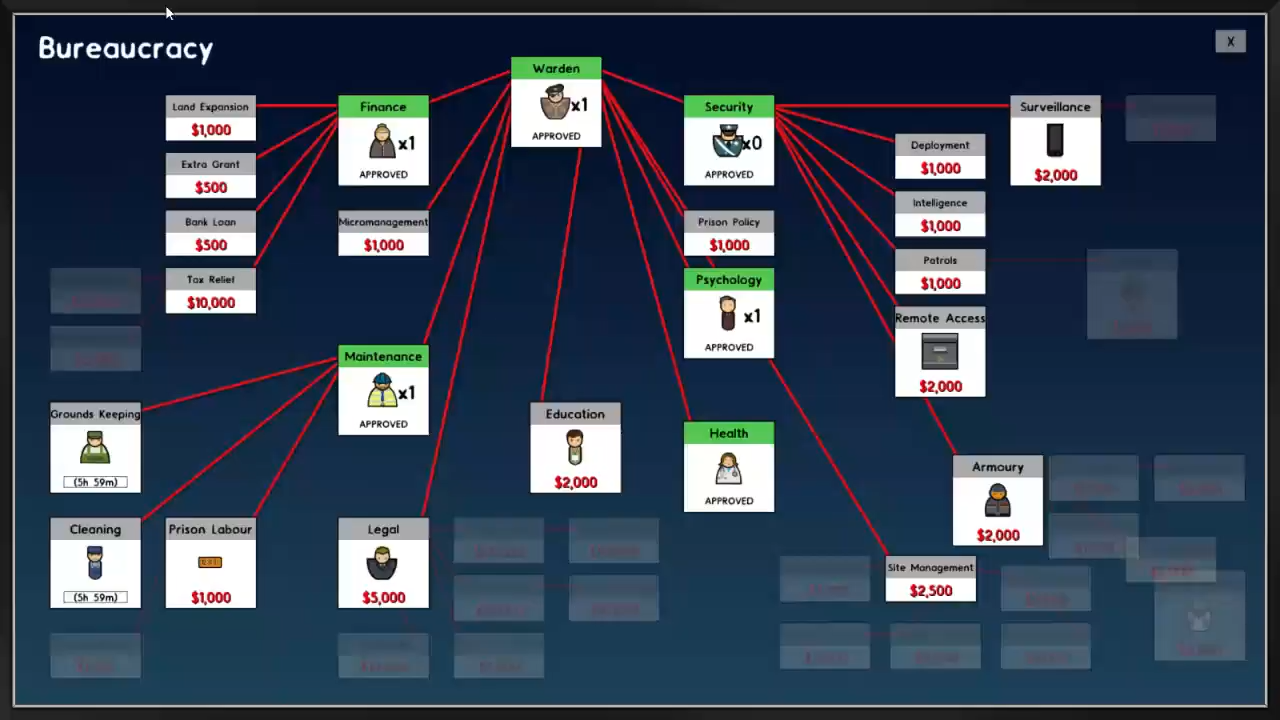 Bureaucracy
X
Warden
x1
APPROVED
Land Expansion
$1,000
Finance
x1
APPROVED
Security
x0
APPROVED
Surveillance
$2,000
Extra Grant
$500
Deployment
$1,000
Bank Loan
$500
Micromanagement
$1,000
Prison Policy
$1,000
Intelligence
$1,000
Tax Relief
$10,000
Psychology
x1
APPROVED
Patrols
$1,000
Remote Access
$2,000
Maintenance
x1
APPROVED
Grounds Keeping
(5h 59m)
Education
$2,000
Health
APPROVED
Armoury
$2,000
Cleaning
(5h 59m)
Prison Labour
$1,000
Legal
$5,000
Site Management
$2,500